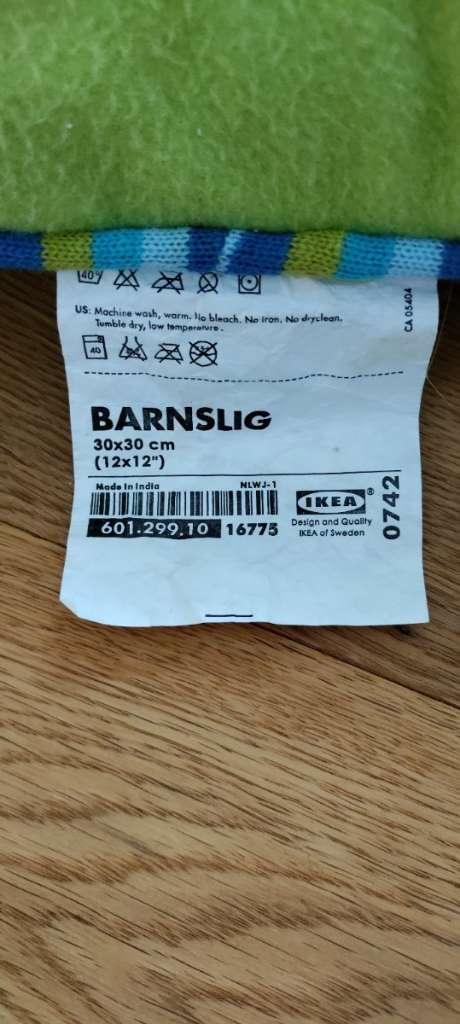 40°
CA 05404
US: Machine wash, warm. No bleach. No iron. No dryclean.
Tumble dry, low temperature.
40
BARNSLIG
30x30 cm
(12x12")
Made in India NLWJ-1
601.299.10 16775
IKEA®
Design and Quality
IKEA of Sweden
0742